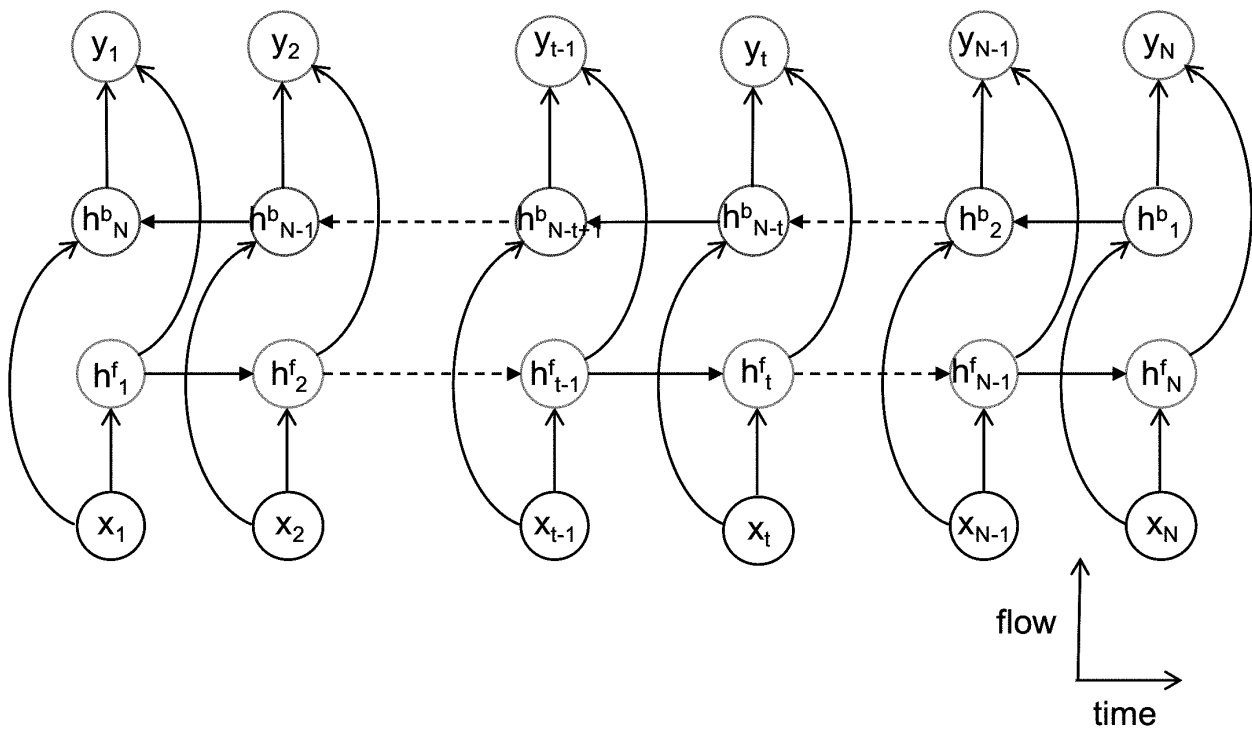 y1 y2 yt-1 yt yN-1 yN
hbN hbN-1 hbN-t+1 hbN-t hb2 hb1
hf1 hf2 hft-1 hft hfN-1 hfN
x1 x2 xt-1 xt xN-1 xN
flow
time